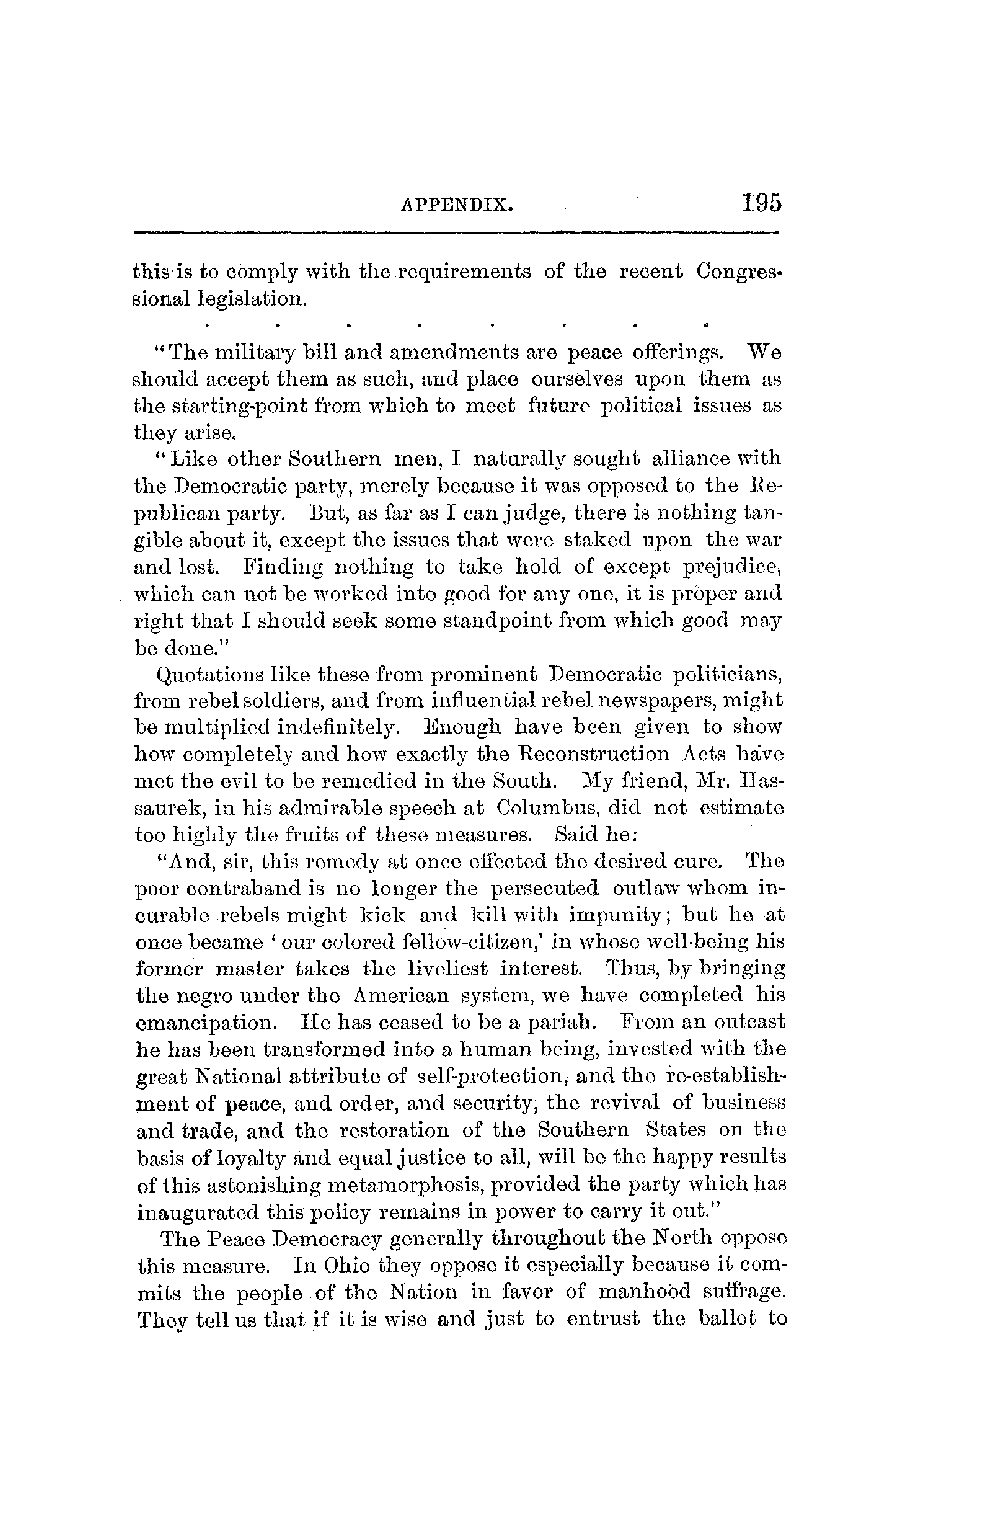 APPENDIX. 195
this is to comply with the requirements of the recent Congres-
sional legislation.
. . . . . . . .
"The military bill and amendments are peace offerings. We
should accept them as such, and place ourselves upon them as
the starting-point from which to meet future political issues as
they arise.
"Like other Southern men, I naturally sought alliance with
the Democratic party, merely because it was opposed to the Re-
publican party. But, as far as I can judge, there is nothing tan-
gible about it, except the issues that were staked upon the war
and lost. Finding nothing to take hold of except prejudice,
which can not be worked into good for any one, it is proper and
right that I should seek some standpoint from which good may
be done."
Quotations like these from prominent Democratic politicians,
from rebel soldiers, and from influential rebel newspapers, might
be multiplied indefinitely. Enough have been given to show
how completely and how exactly the Reconstruction Acts have
met the evil to be remedied in the South. My friend, Mr. Has-
saurek, in his admirable speech at Columbus, did not estimate
too highly the fruits of these measures. Said he:
"And, sir, this remedy at once effected the desired cure. The
poor contraband is no longer the persecuted outlaw whom in-
curable rebels might kick and kill with impunity; but he at
once became 'our colored fellow-citizen,' in whose well-being his
former master takes the liveliest interest. Thus, by bringing
the negro under the American system, we have completed his
emancipation. He has ceased to be a pariah. From an outcast
he has been transformed into a human being, invested with the
great National attribute of self-protection, and the re-establish-
ment of peace, and order, and security, the revival of business
and trade, and the restoration of the Southern States on the
basis of loyalty and equal justice to all, will be the happy results
of this astonishing metamorphosis, provided the party which has
inaugurated this policy remains in power to carry it out."
The Peace Democracy generally throughout the North oppose
this measure. In Ohio they oppose it especially because it com-
mits the people of the Nation in favor of manhood suffrage.
They tell us that if it is wise and just to entrust the ballot to